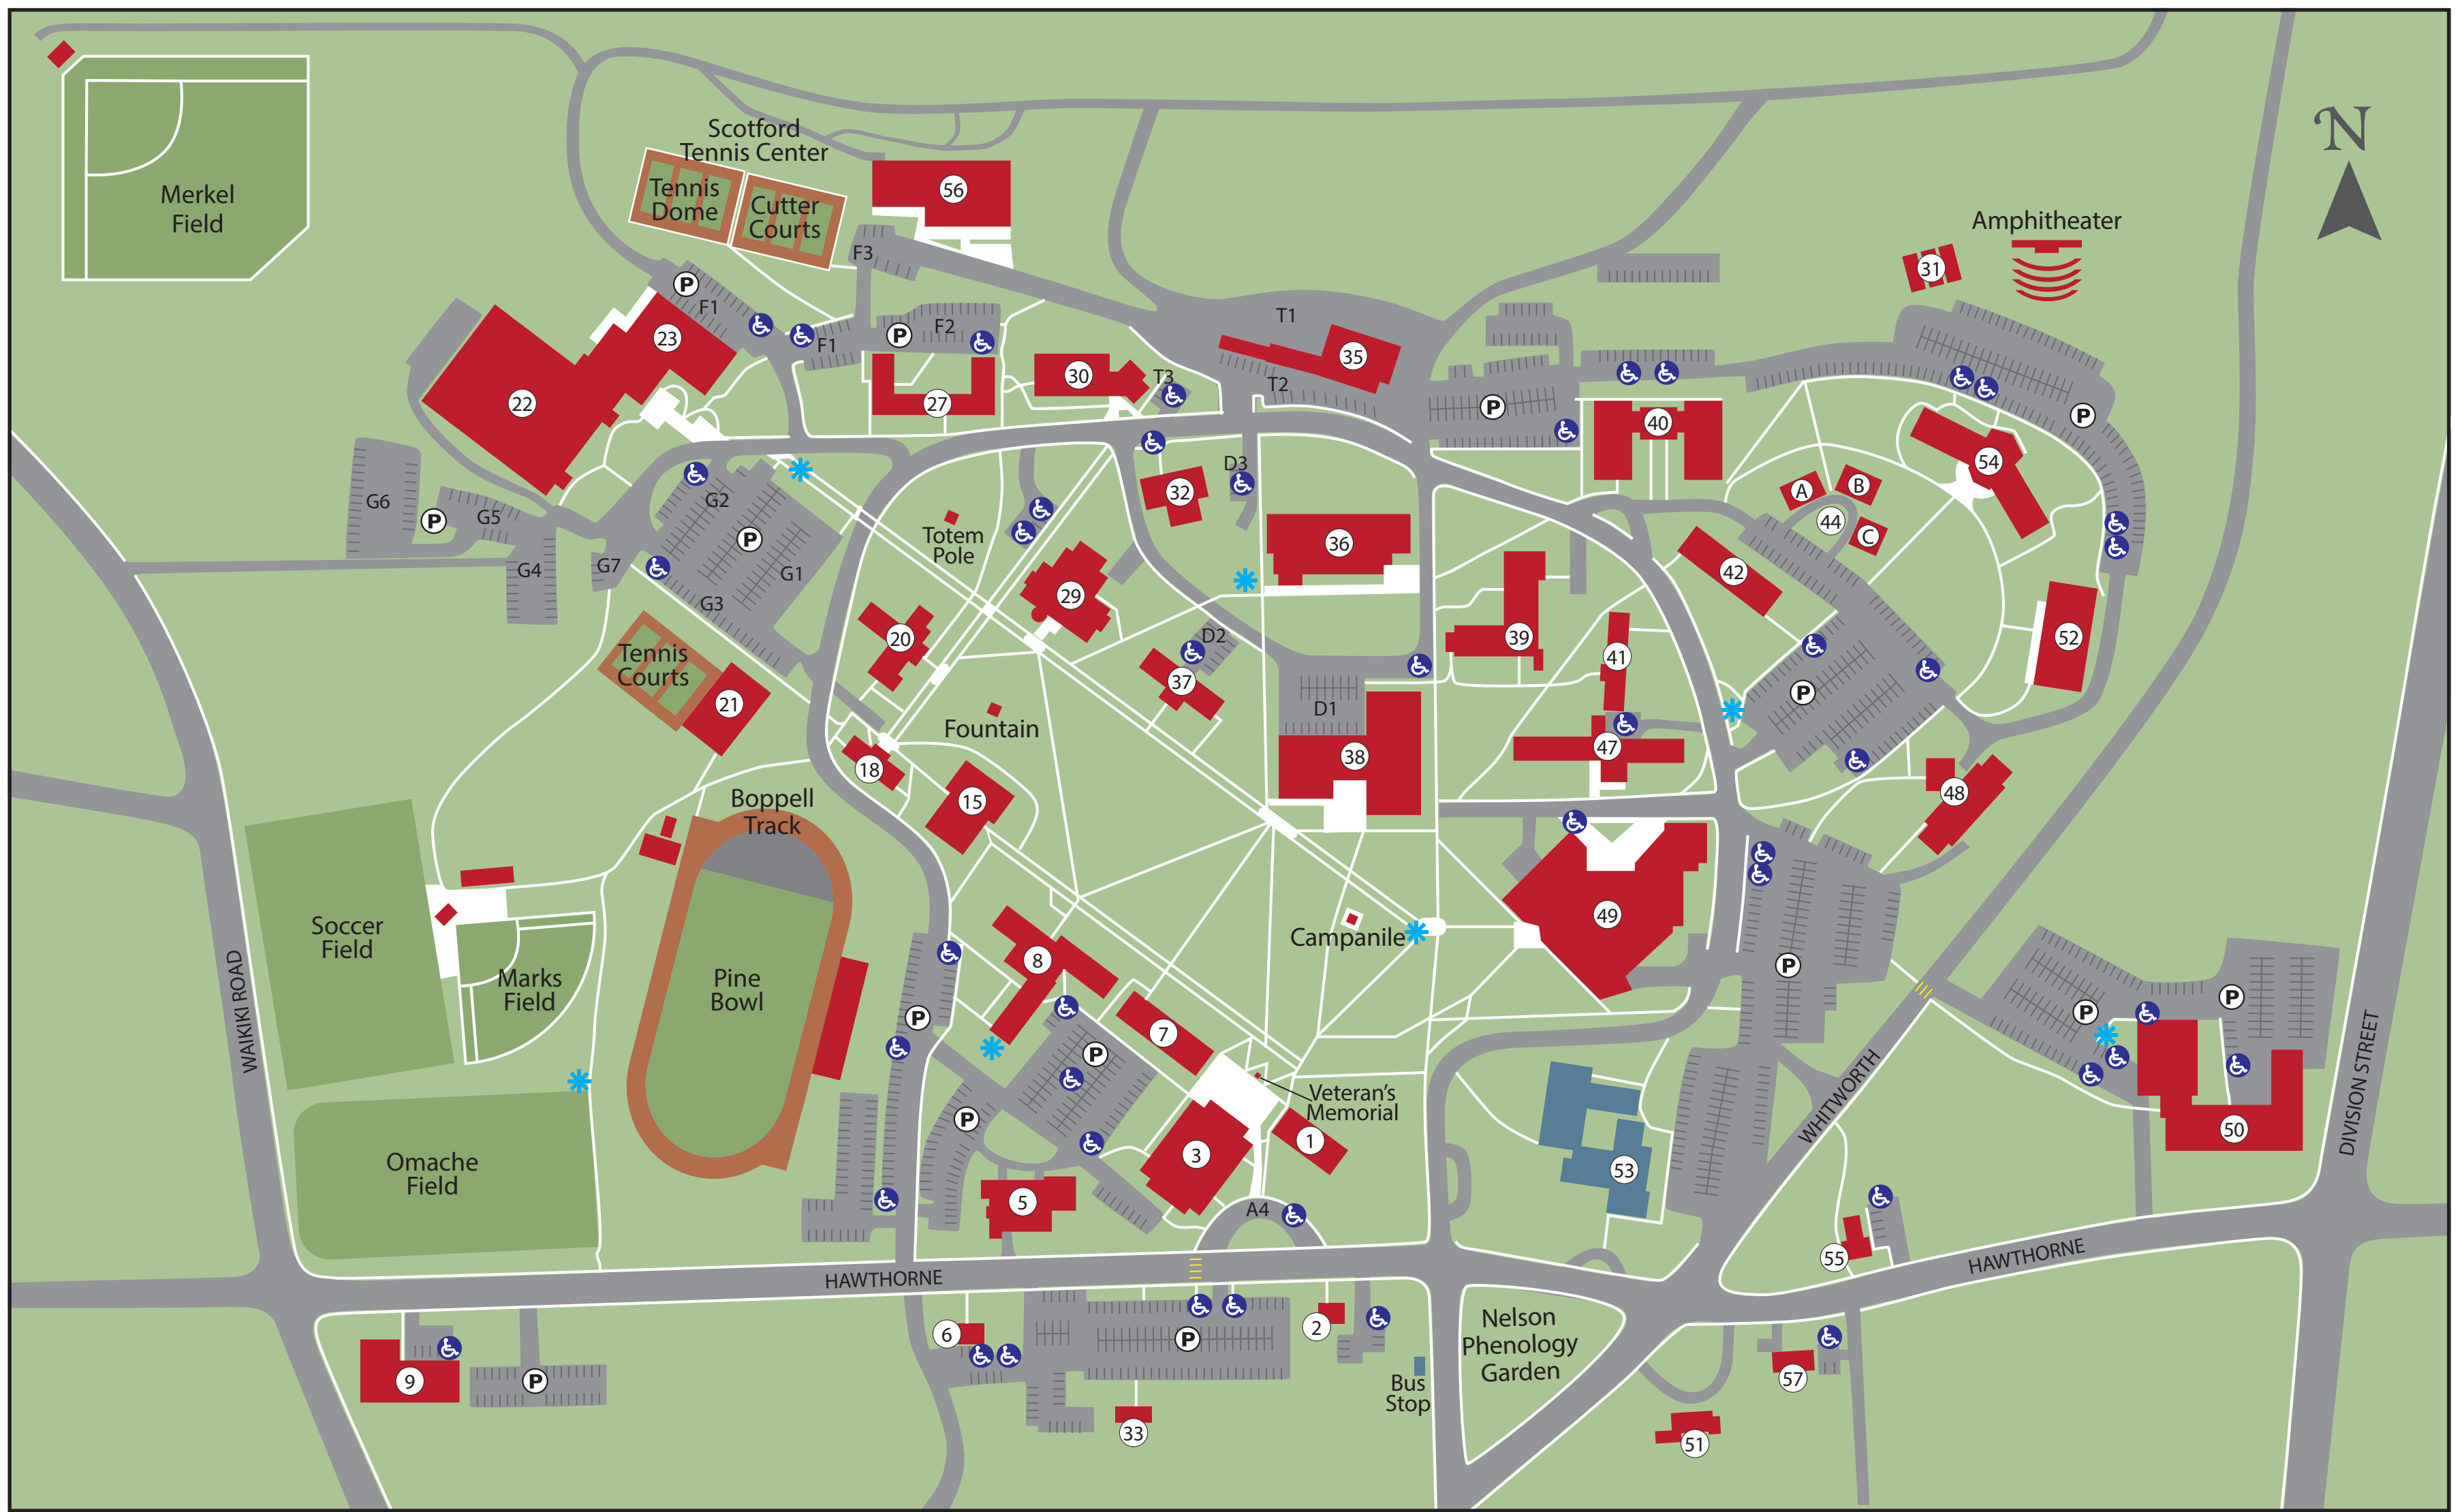 N
Scotford
Tennis Center
Tennis
Dome
Cutter
Courts
56
Merkel
Field
Amphitheater
31
F3
P
F1
23
F1
P
F2
T1
35
T2
30
T3
27
22
P
40
P
54
A
B
44
C
G6
P
G5
G2
P
G1
G4
G7
G3
Totem
Pole
32
D3
36
29
42
39
41
52
20
D2
37
Tennis
Courts
21
P
D1
Fountain
47
18
38
48
15
Boppell
Track
Soccer
Field
Marks
Field
Pine
Bowl
Campanile
49
8
P
P
P
P
7
P
WAIKIKI ROAD
Veteran's
Memorial
WHITWORTH
DIVISION STREET
50
P
1
3
53
Omache
Field
5
A4
55
HAWTHORNE
HAWTHORNE
6
P
2
Nelson
Phenology
Garden
9
P
Bus
Stop
57
33
51